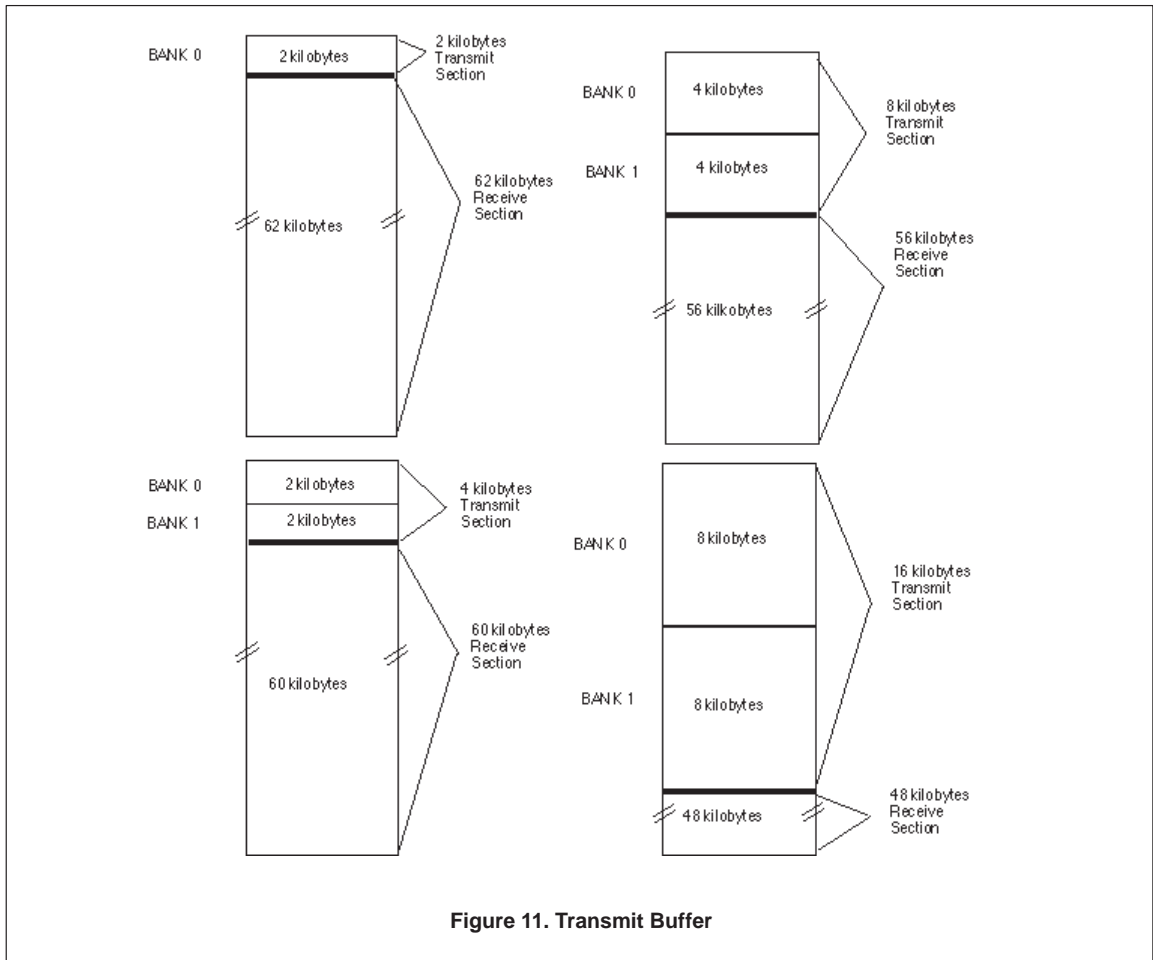 BANK 0
2 kilobytes
2 kilobytes
Transmit
Section
62 kilobytes
Receive
Section
62 kilobytes
BANK 0
4 kilobytes
8 kilobytes
Transmit
Section
BANK 1
4 kilobytes
56 kilobytes
Receive
Section
56 kilkobytes
BANK 0
2 kilobytes
4 kilobytes
Transmit
Section
BANK 1
2 kilobytes
60 kilobytes
Receive
Section
60 kilobytes
BANK 0
8 kilobytes
16 kilobytes
Transmit
Section
BANK 1
8 kilobytes
48 kilobytes
48 kilobytes
Receive
Section
Figure 11. Transmit Buffer